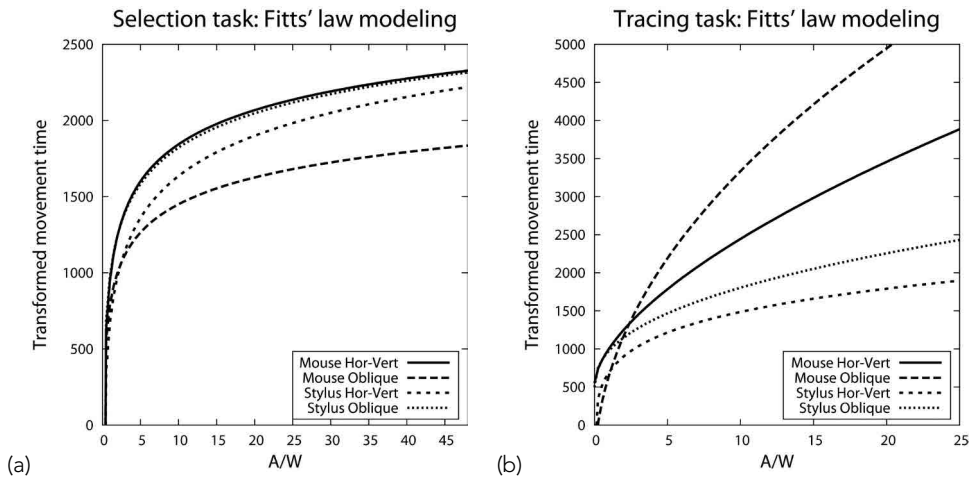 Selection task: Fitts’ law modeling
Transformed movement time
2500
2000
1500
1000
500
0
0 5 10 15 20 25 30 35 40 45
A/W
Mouse Hor-Vert
Mouse Oblique
Stylus Hor-Vert
Stylus Oblique
(a)
Tracing task: Fitts’ law modeling
Transformed movement time
5000
4500
4000
3500
3000
2500
2000
1500
1000
500
0
0 5 10 15 20 25
A/W
Mouse Hor-Vert
Mouse Oblique
Stylus Hor-Vert
Stylus Oblique
(b)